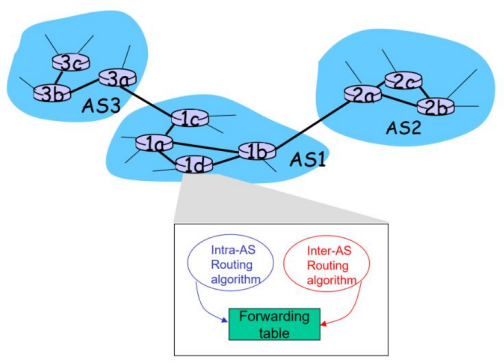 3c
3b
3a
AS3
2c
2a
2b
AS2
1c
1a
1b
1d
AS1
Intra-AS
Routing
algorithm
Inter-AS
Routing
algorithm
Forwarding
table